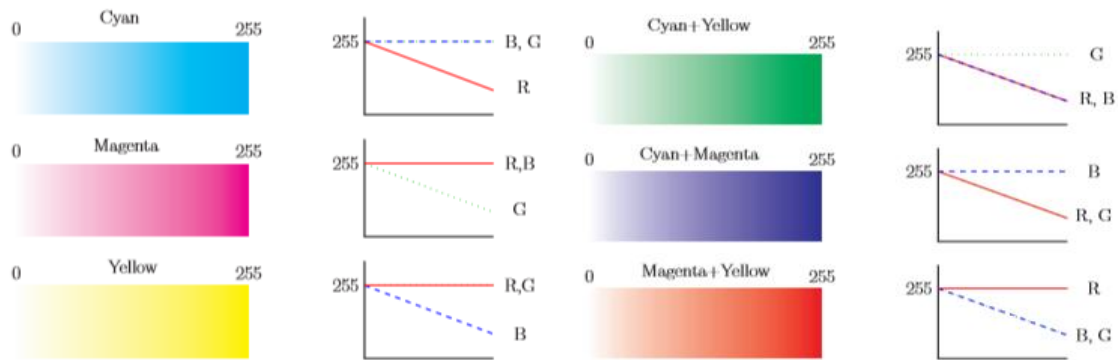 Cyan
0 255
255
B, G
R
Cyan+Yellow
0 255
255
G
R, B
Magenta
0 255
255
R,B
G
Cyan+Magenta
0 255
255
B
R, G
Yellow
0 255
255
R,G
B
Magenta+Yellow
0 255
255
R
B, G